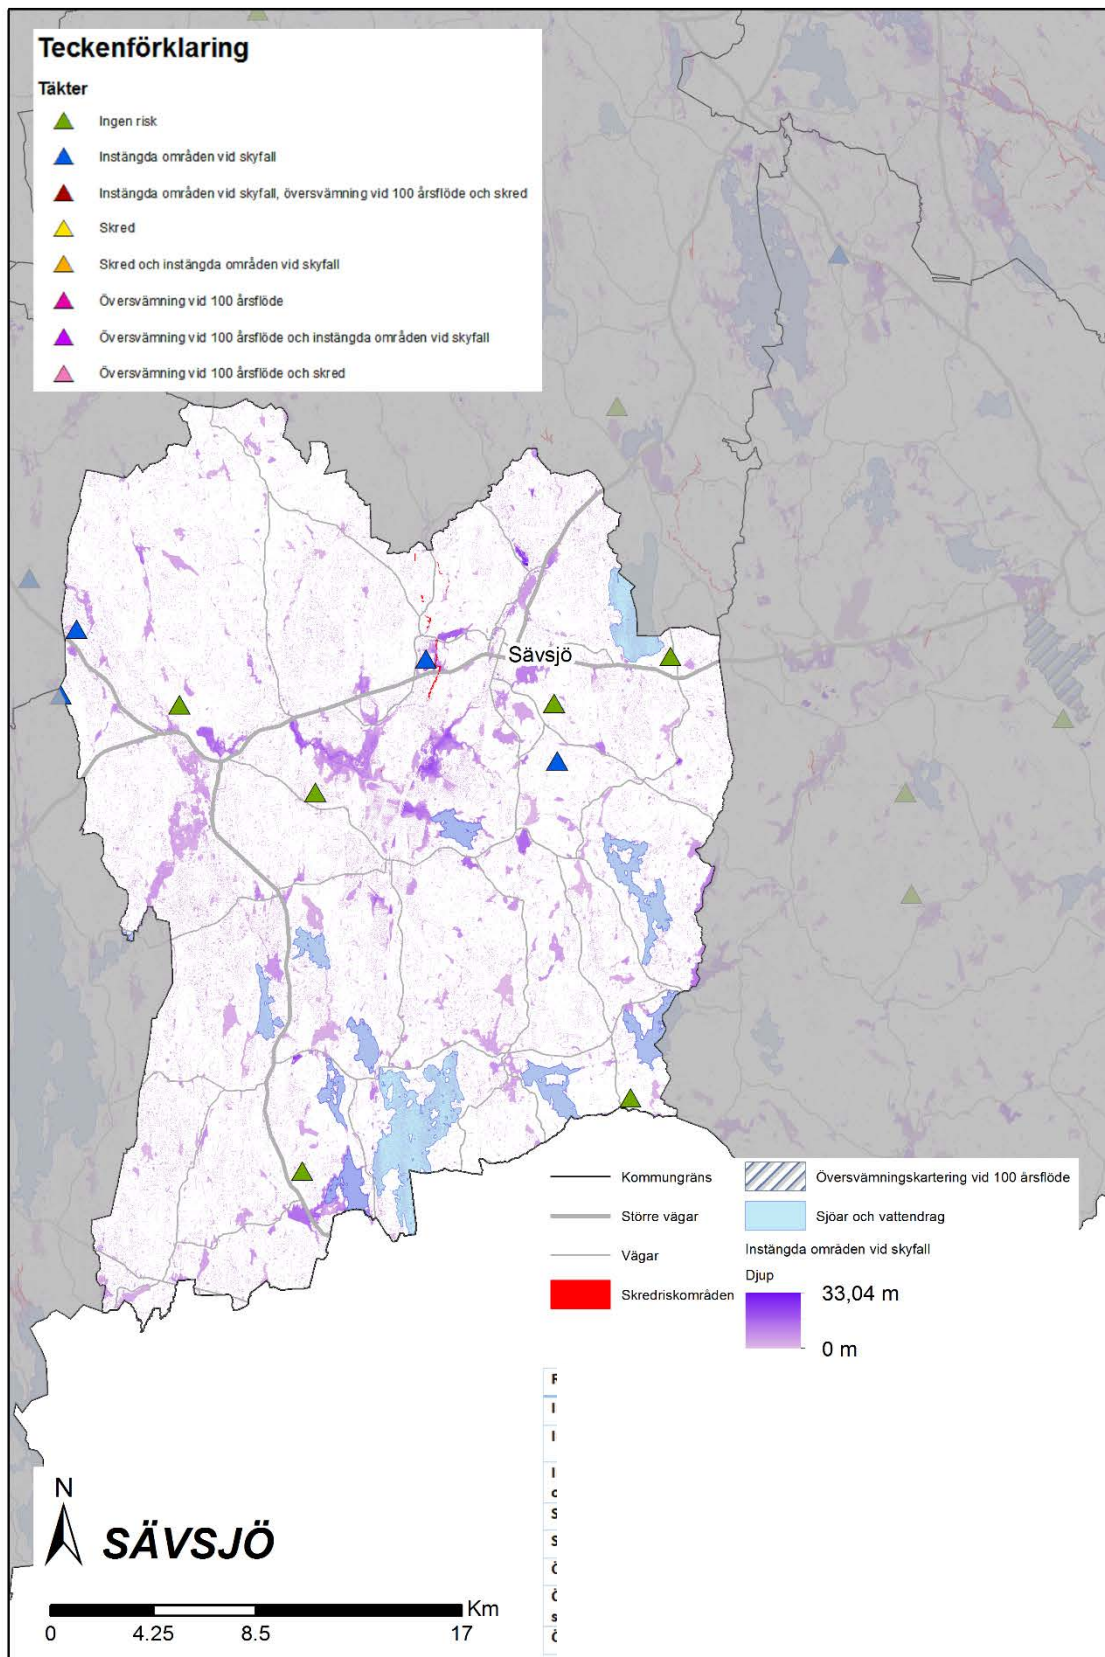 Teckenförklaring
Täkter
Ingen risk
Instängda områden vid skyfall
Instängda områden vid skyfall, översvämning vid 100 årsflöde och skred
Skred
Skred och instängda områden vid skyfall
Översvämning vid 100 årsflöde
Översvämning vid 100 årsflöde och instängda områden vid skyfall
Översvämning vid 100 årsflöde och skred
Sävsjö
Kommungräns
Större vägar
Vägar
Skredriskområden
Översvämningskartering vid 100 årsflöde
Sjöar och vattendrag
Instängda områden vid skyfall
Djup
33,04 m
0 m
N
SÄVSJÖ
Km
0 4.25 8.5 17